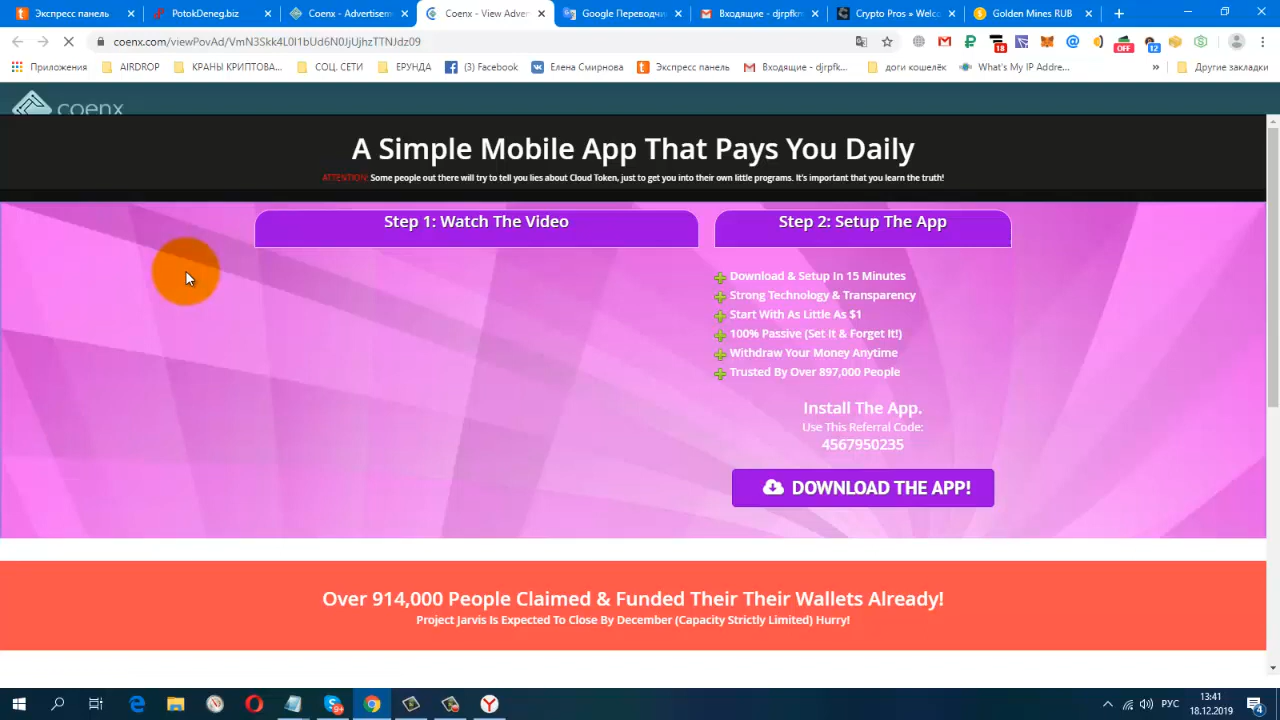 Экспресс панель
PotokDeneg.biz
Coenx - Advertisem
Coenx - View Adver
Google Переводчи
Входящие - djrpfkm
Crypto Pros » Welco
Golden Mines RUB
coenx.com/viewPovAd/VmN3Skk4L0I1bUd6N0JjUjhzTTNJdz09
18
OFF
12
Приложения
AIRDROP
КРАНЫ КРИПТОВА...
СОЦ. СЕТИ
ЕРУНДА
(3) Facebook
Елена Смирнова
Экспресс панель
Входящие - djrpfk...
доги кошелёк
What's My IP Addre...
»
Другие закладки
coenx
A Simple Mobile App That Pays You Daily
ATTENTION: Some people out there will try to tell you lies about Cloud Token, just to get you into their own little programs. It's important that you learn the truth!
Step 1: Watch The Video
Step 2: Setup The App
Download & Setup In 15 Minutes
Strong Technology & Transparency
Start With As Little As $1
100% Passive (Set It & Forget It!)
Withdraw Your Money Anytime
Trusted By Over 897,000 People
Install The App.
Use This Referral Code:
4567950235
DOWNLOAD THE APP!
Over 914,000 People Claimed & Funded Their Their Wallets Already!
Project Jarvis Is Expected To Close By December (Capacity Strictly Limited) Hurry!
РУС
13:41
18.12.2019
4